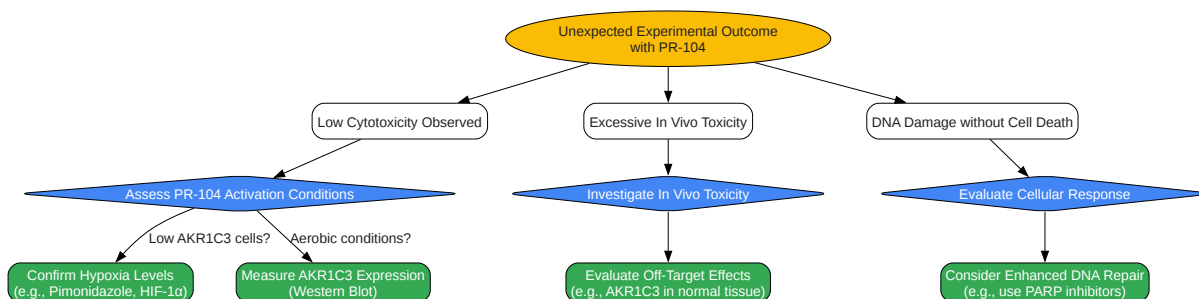 Unexpected Experimental Outcome
with PR-104
Low Cytotoxicity Observed
Excessive In Vivo Toxicity
DNA Damage without Cell Death
Assess PR-104 Activation Conditions
Investigate In Vivo Toxicity
Evaluate Cellular Response
Low AKR1C3 cells?
Aerobic conditions?
Confirm Hypoxia Levels
(e.g., Pimonidazole, HIF-1α)
Measure AKR1C3 Expression
(Western Blot)
Evaluate Off-Target Effects
(e.g., AKR1C3 in normal tissue)
Consider Enhanced DNA Repair
(e.g., use PARP inhibitors)